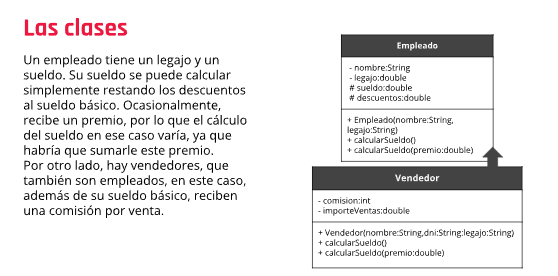 Las clases
Un empleado tiene un legajo y un
sueldo. Su sueldo se puede calcular
simplemente restando los descuentos
al sueldo básico. Ocasionalmente,
recibe un premio, por lo que el cálculo
del sueldo en ese caso varía, ya que
habría que sumarle este premio.
Por otro lado, hay vendedores, que
también son empleados, en este caso,
además de su sueldo básico, reciben
una comisión por venta.
Empleado
- nombre:String
- legajo:double
# sueldo:double
# descuentos:double
+ Empleado(nombre:String,
legajo:String)
+ calcularSueldo()
+ calcularSueldo(premio:double)
Vendedor
- comision:int
- importeVentas:double
+ Vendedor(nombre:String,dni:String:legajo:String)
+ calcularSueldo()
+ calcularSueldo(premio:double)